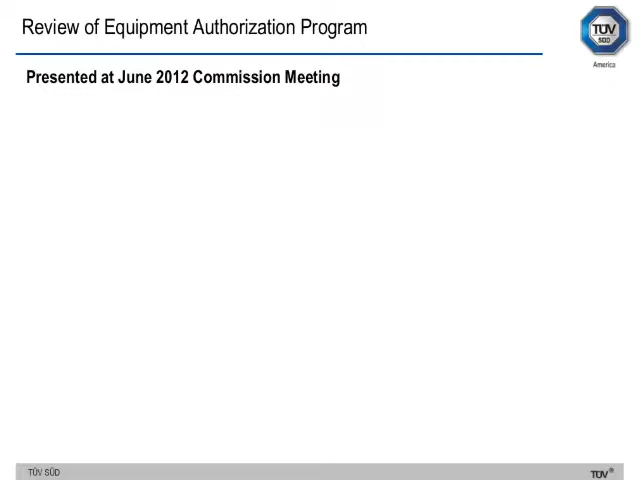 Review of Equipment Authorization Program
TÜV
SÜD
America
Presented at June 2012 Commission Meeting
TÜV SÜD
TÜV®